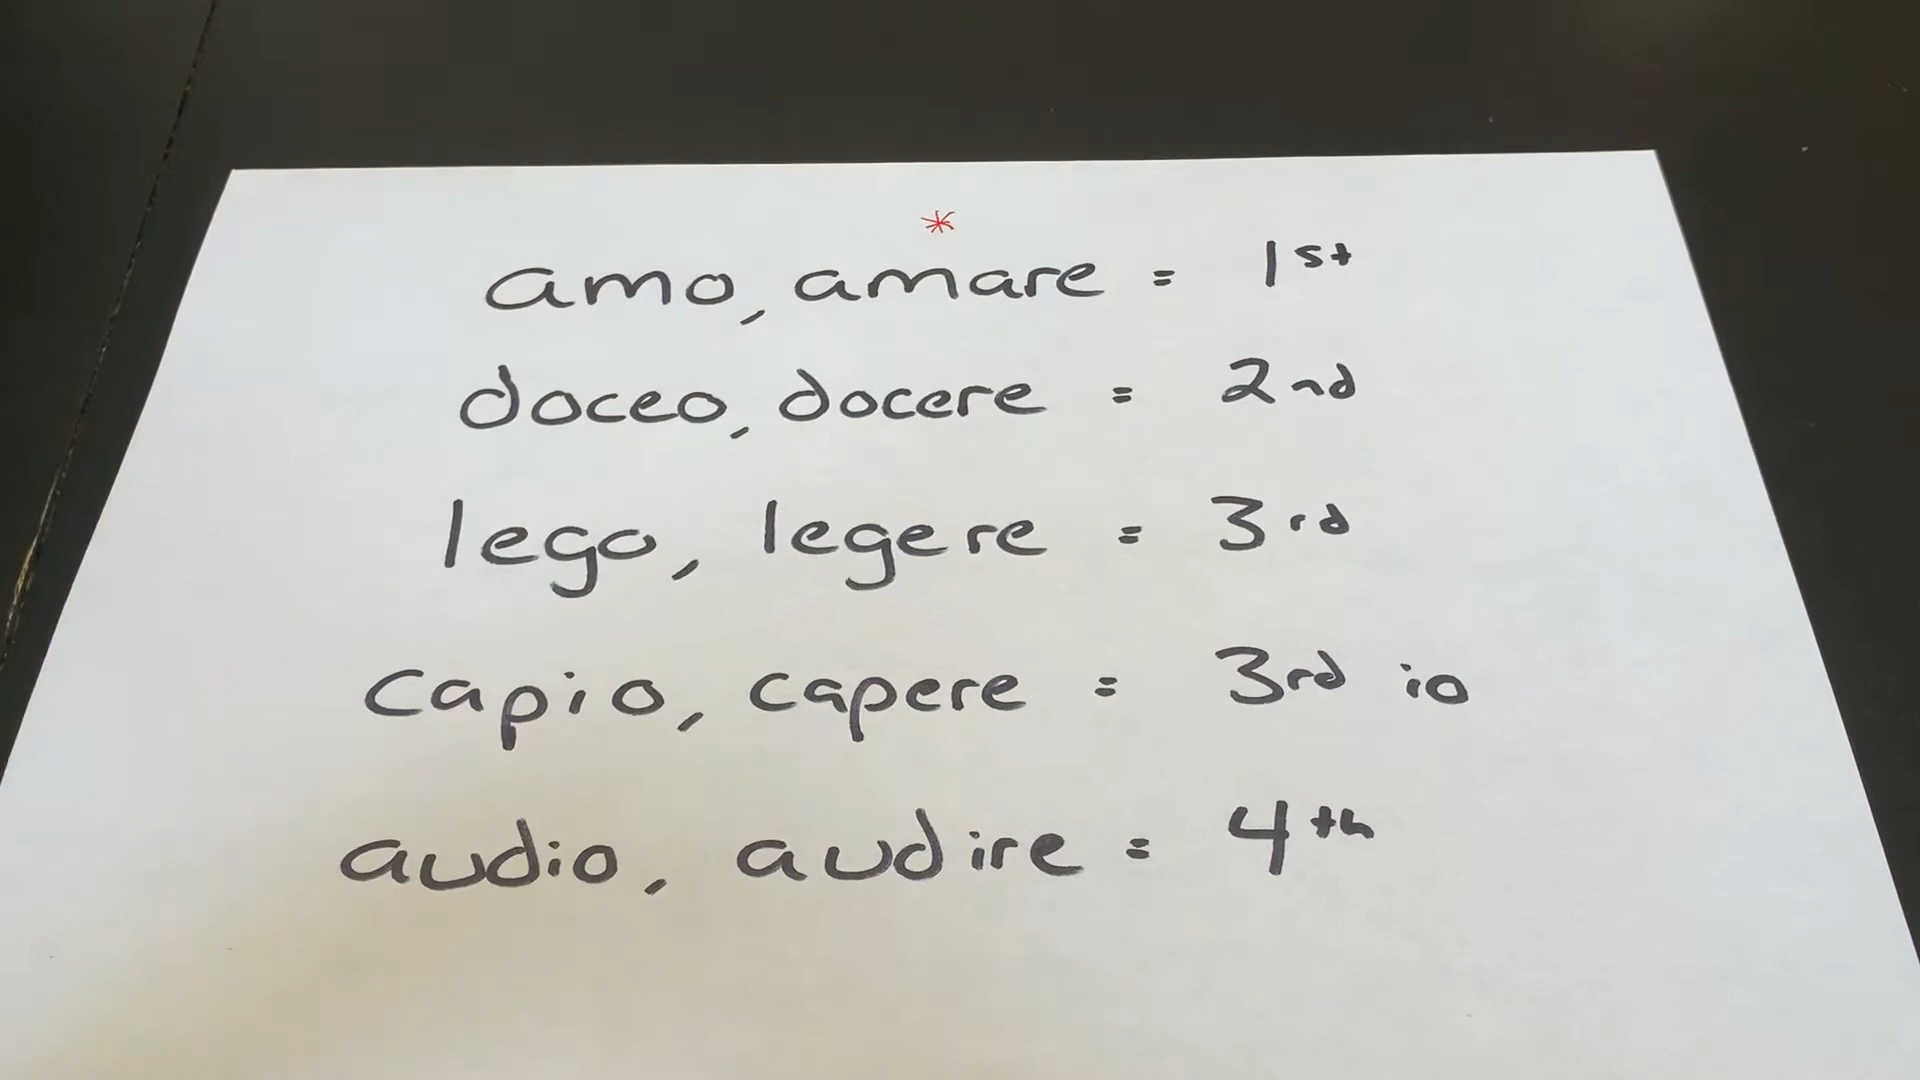 *
amo, amare = 1st
doceo, docere = 2nd
lego, legere = 3rd
capio, capere = 3rd io
audio, audire = 4th